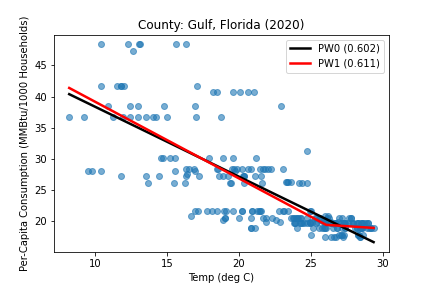 County: Gulf, Florida (2020)
PW0 (0.602)
PW1 (0.611)
Per-Capita Consumption (MMBtu/1000 Households)
45
40
35
30
25
20
10 15 20 25 30
Temp (deg C)